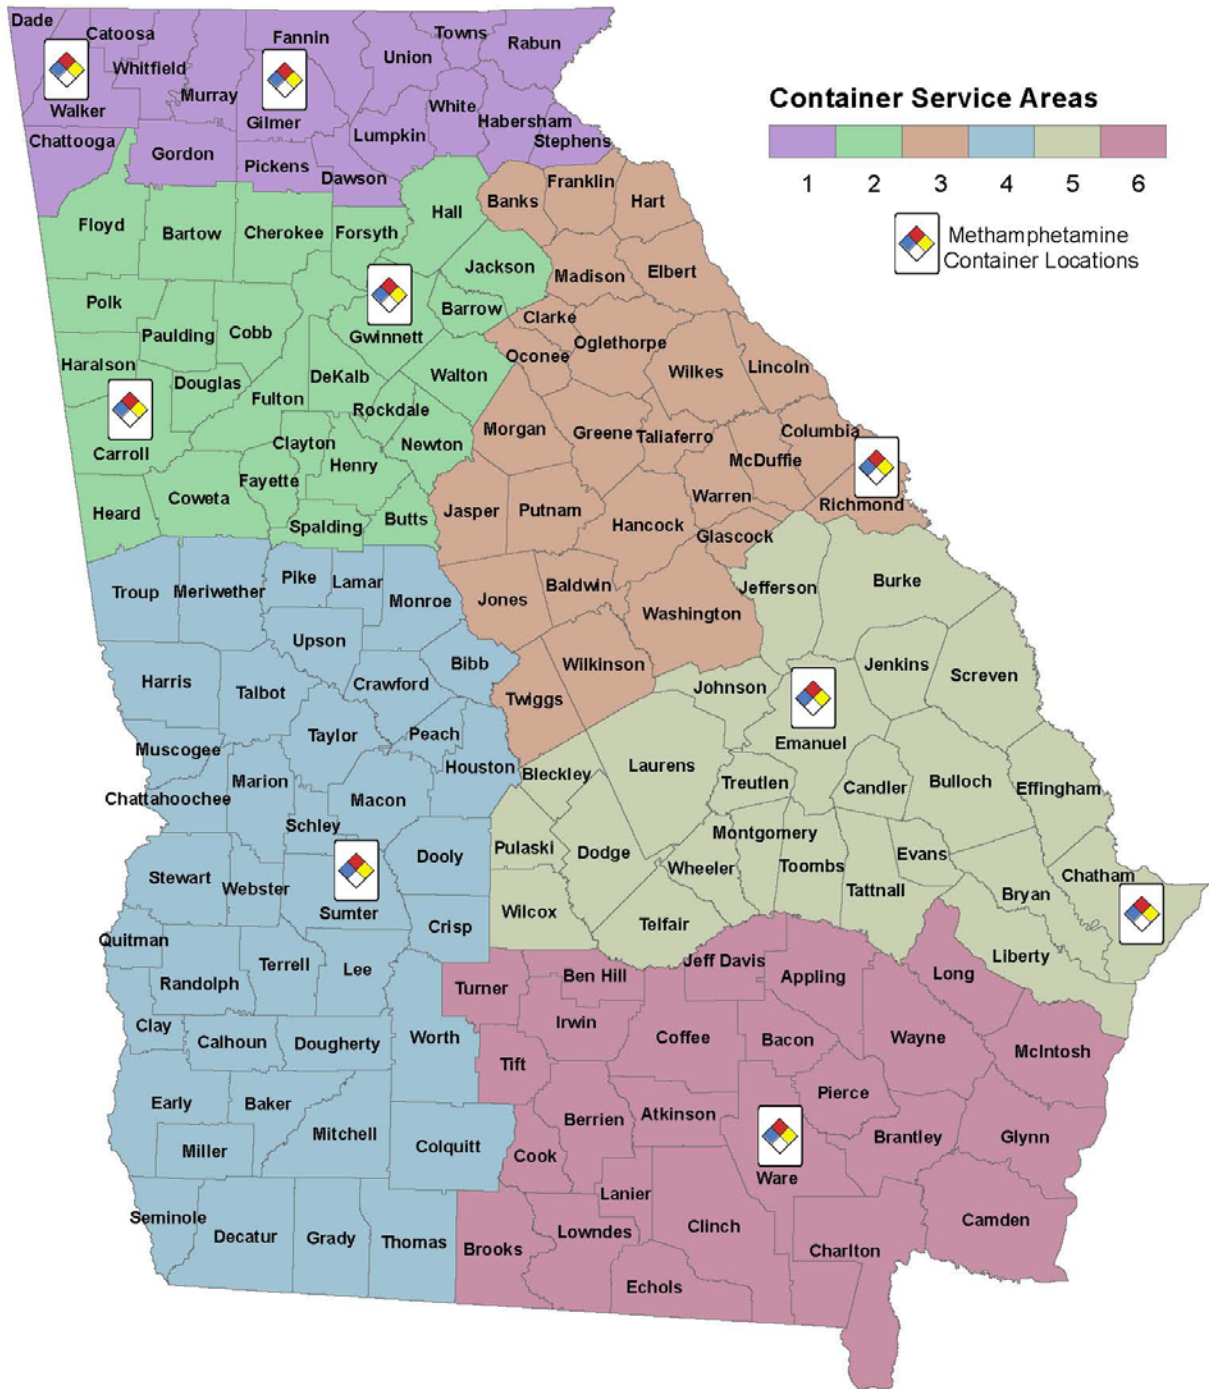 Dade
Catoosa
Fannin
Towns
Rabun
Union
Whitfield
Murray
Walker
Gilmer
White
Habersham
Lumpkin
Stephens
Chattooga
Gordon
Pickens
Dawson
Container Service Areas
1 2 3 4 5 6
Methamphetamine
Container Locations
Franklin
Banks
Hart
Hall
Floyd
Bartow
Cherokee
Forsyth
Jackson
Madison
Elbert
Polk
Barrow
Clarke
Paulding
Cobb
Gwinnett
Oglethorpe
Oconee
Haralson
Douglas
DeKalb
Walton
Wilkes
Lincoln
Fulton
Rockdale
Morgan
Greene
Taliaferro
Columbia
Carroll
Clayton
Newton
McDuffie
Henry
Fayette
Coweta
Warren
Richmond
Heard
Spalding
Butts
Jasper
Putnam
Hancock
Glascock
Troup
Meriwether
Pike
Lamar
Monroe
Jones
Baldwin
Jefferson
Burke
Washington
Upson
Bibb
Wilkinson
Jenkins
Screven
Harris
Talbot
Crawford
Twiggs
Johnson
Muscogee
Taylor
Peach
Emanuel
Marion
Houston
Bleckley
Laurens
Treutlen
Candler
Bulloch
Effingham
Chattahoochee
Macon
Schley
Montgomery
Dooly
Pulaski
Dodge
Wheeler
Toombs
Evans
Chatham
Stewart
Webster
Tattnall
Bryan
Sumter
Wilcox
Telfair
Crisp
Quitman
Terrell
Lee
Liberty
Randolph
Turner
Ben Hill
Jeff Davis
Appling
Long
Clay
Calhoun
Dougherty
Worth
Irwin
Coffee
Bacon
Wayne
McIntosh
Tift
Early
Baker
Mitchell
Berrien
Atkinson
Pierce
Brantley
Glynn
Miller
Colquitt
Cook
Ware
Lanier
Seminole
Decatur
Grady
Thomas
Brooks
Lowndes
Clinch
Charlton
Camden
Echols